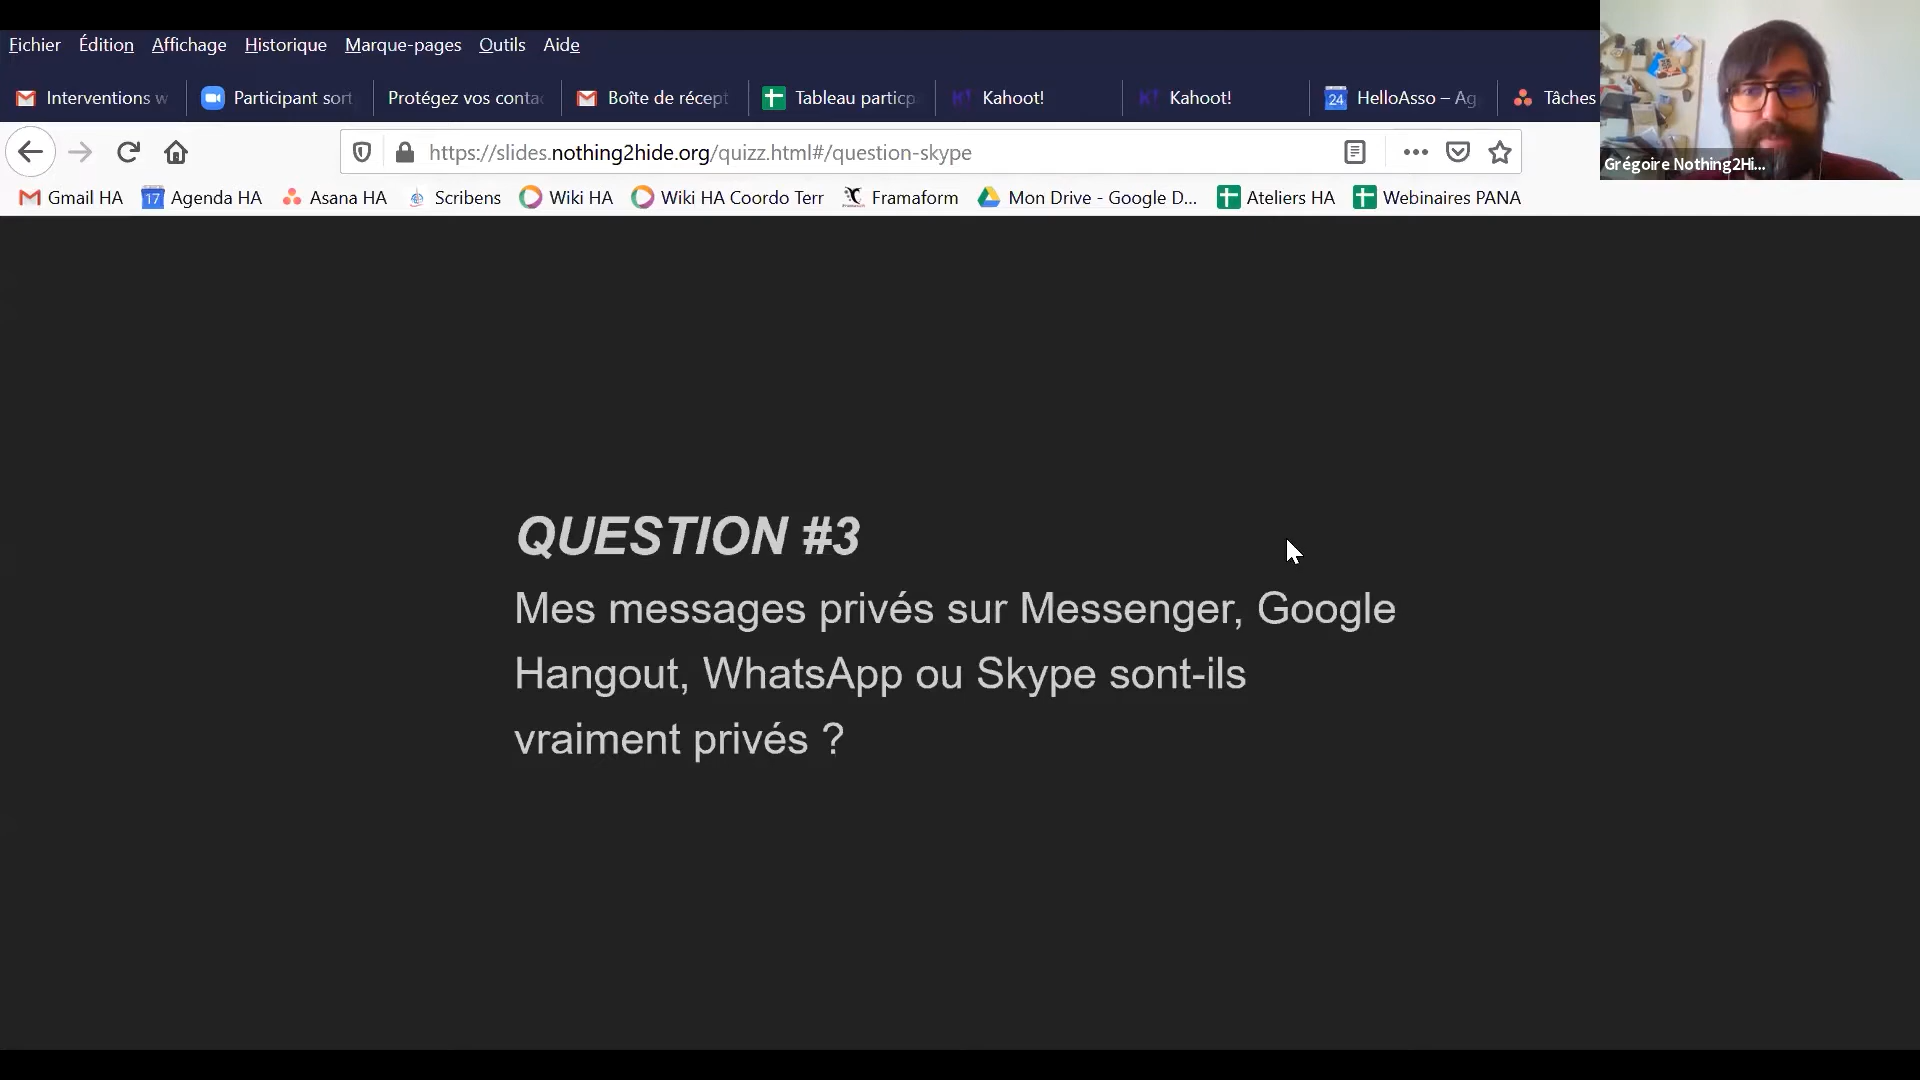 Fichier Édition Affichage Historique Marque-pages Outils Aide
Interventions w Participant sort Protégez vos conta Boîte de récept Tableau particpa Kahoot! Kahoot! 24 HelloAsso – Ag Tâches
https://slides.nothing2hide.org/quizz.html#/question-skype
Grégoire Nothing2Hi...
Gmail HA 17 Agenda HA Asana HA Scribens Wiki HA Wiki HA Coordo Terr Framaform Mon Drive - Google D... Ateliers HA Webinaires PANA
QUESTION #3
Mes messages privés sur Messenger, Google
Hangout, WhatsApp ou Skype sont-ils
vraiment privés ?